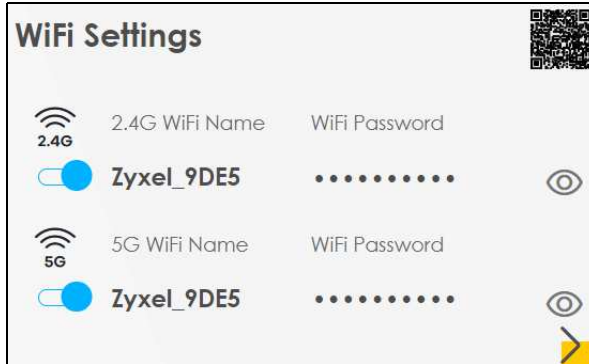 WiFi Settings
2.4G WiFi Name WiFi Password
2.4G
Zyxel_9DE5 ••••••••••
5G WiFi Name WiFi Password
5G
Zyxel_9DE5 ••••••••••